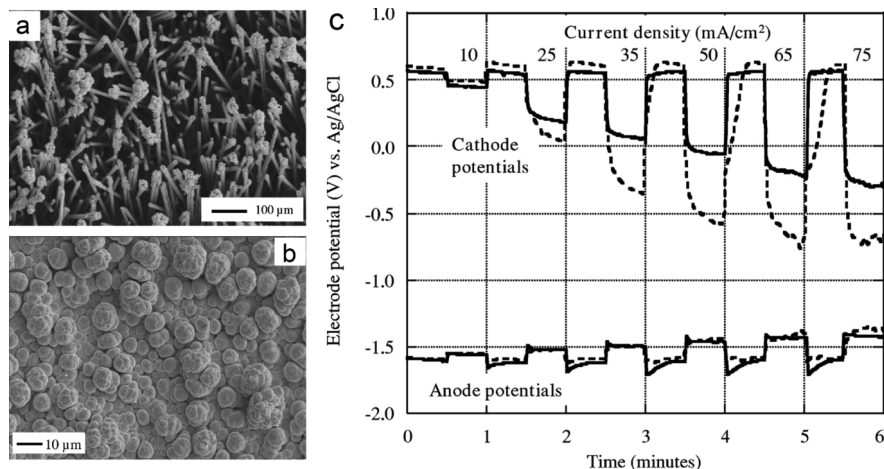 a
100 µm
b
10 µm
c
Current density (mA/cm²)
10 25 35 50 65 75
Cathode
potentials
Anode potentials
Electrode potential (V) vs. Ag/AgCl
1.0
0.5
0.0
-0.5
-1.0
-1.5
-2.0
0 1 2 3 4 5 6
Time (minutes)